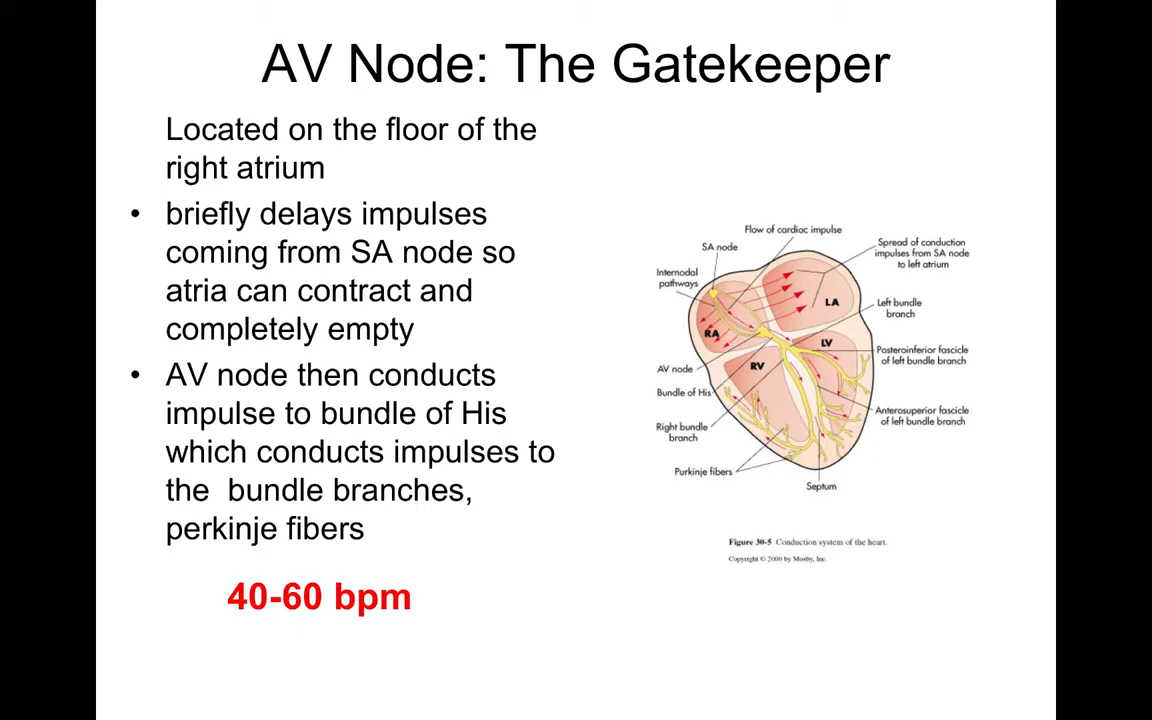 AV Node: The Gatekeeper
Located on the floor of the
right atrium
• briefly delays impulses
coming from SA node so
atria can contract and
completely empty
• AV node then conducts
impulse to bundle of His
which conducts impulses to
the  bundle branches,
perkinje fibers
40-60 bpm
Flow of cardiac impulse
SA node
Spread of conduction
impulses from SA node
to left atrium
Internodal
pathways
LA
Left bundle
branch
RA
LV
Posteroinferior fascicle
of left bundle branch
RV
AV node
Bundle of His
Anterosuperior fascicle
of left bundle branch
Right bundle
branch
Purkinje fibers
Septum
Figure 30-5 Conduction system of the heart.
Copyright © 2000 by Mosby, Inc.